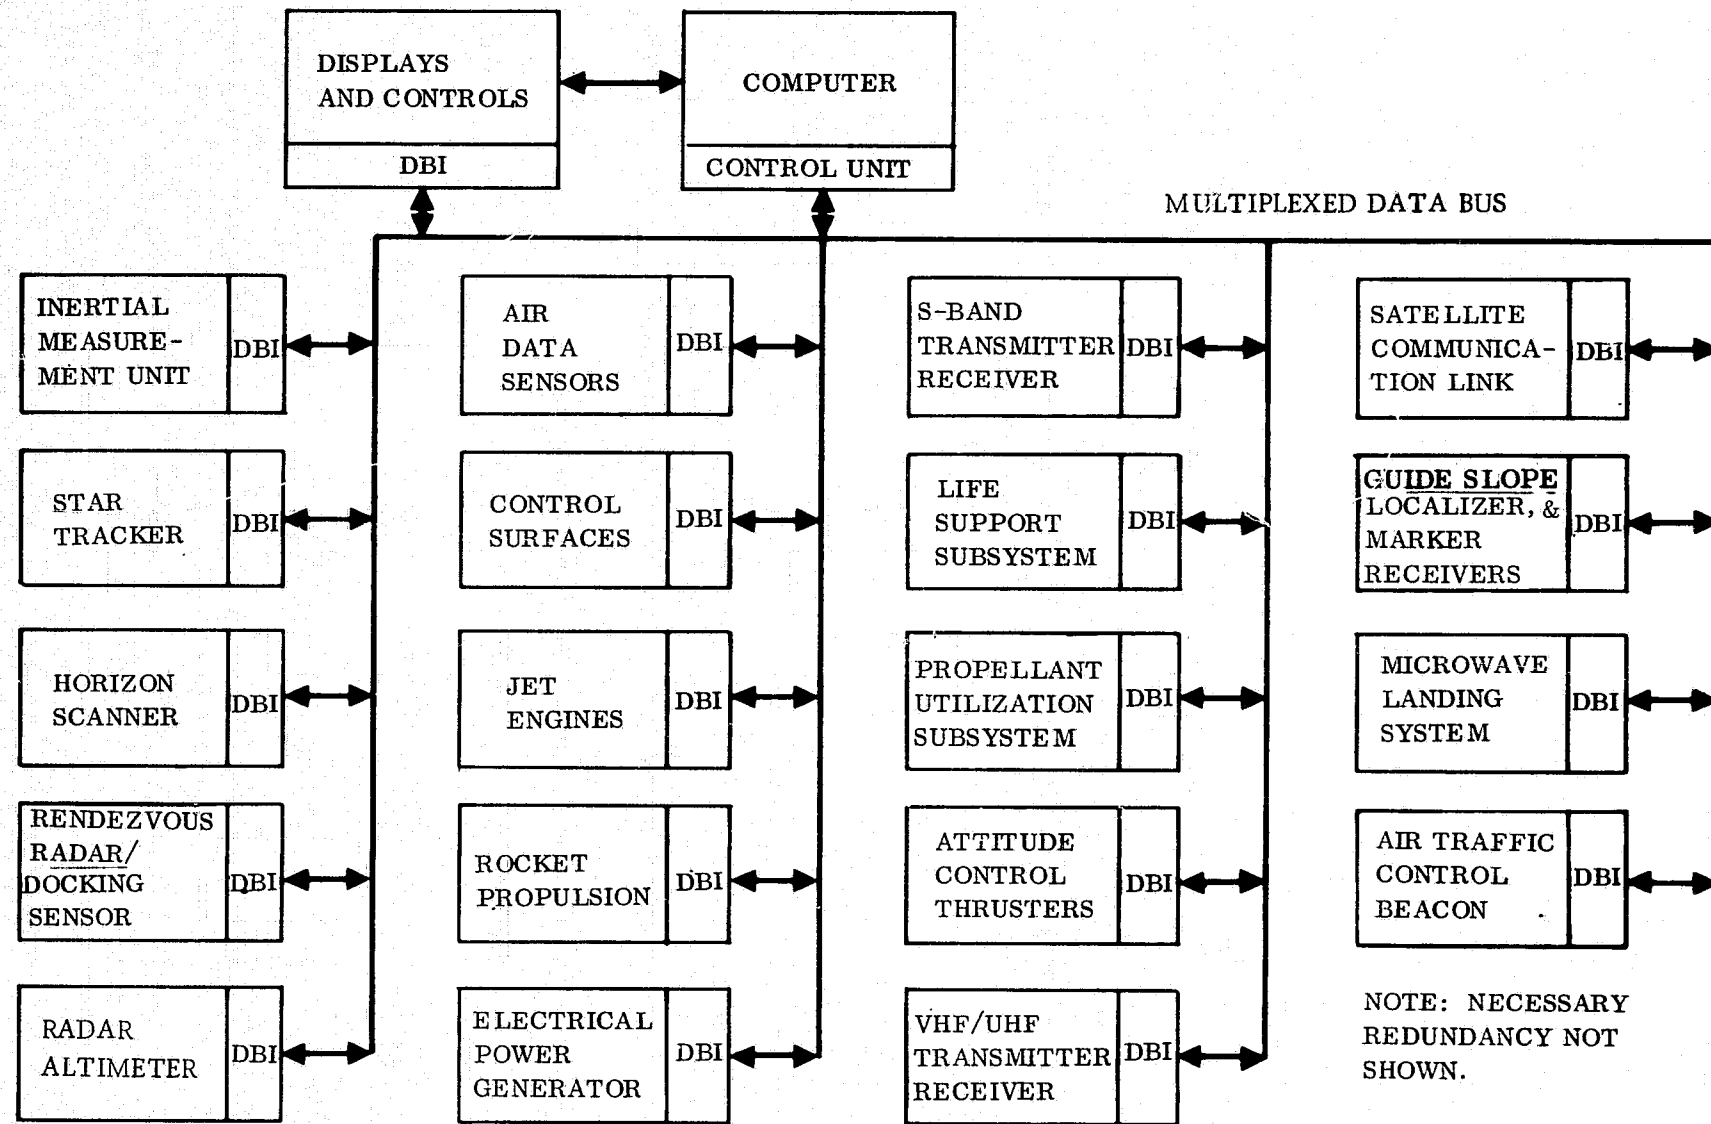 DISPLAYS
AND CONTROLS
DBI
COMPUTER
CONTROL UNIT
MULTIPLEXED DATA BUS
INERTIAL
MEASURE-
MENT UNIT
DBI
AIR
DATA
SENSORS
DBI
S-BAND
TRANSMITTER
RECEIVER
DBI
SATELLITE
COMMUNICA-
TION LINK
DBI
STAR
TRACKER
DBI
CONTROL
SURFACES
DBI
LIFE
SUPPORT
SUBSYSTEM
DBI
GUIDE SLOPE
LOCALIZER, &
MARKER
RECEIVERS
DBI
HORIZON
SCANNER
DBI
JET
ENGINES
DBI
PROPELLANT
UTILIZATION
SUBSYSTEM
DBI
MICROWAVE
LANDING
SYSTEM
DBI
RENDEZVOUS
RADAR/
DOCKING
SENSOR
DBI
ROCKET
PROPULSION
DBI
ATTITUDE
CONTROL
THRUSTERS
DBI
AIR TRAFFIC
CONTROL
BEACON
DBI
RADAR
ALTIMETER
DBI
ELECTRICAL
POWER
GENERATOR
DBI
VHF/UHF
TRANSMITTER
RECEIVER
DBI
NOTE: NECESSARY
REDUNDANCY NOT
SHOWN.